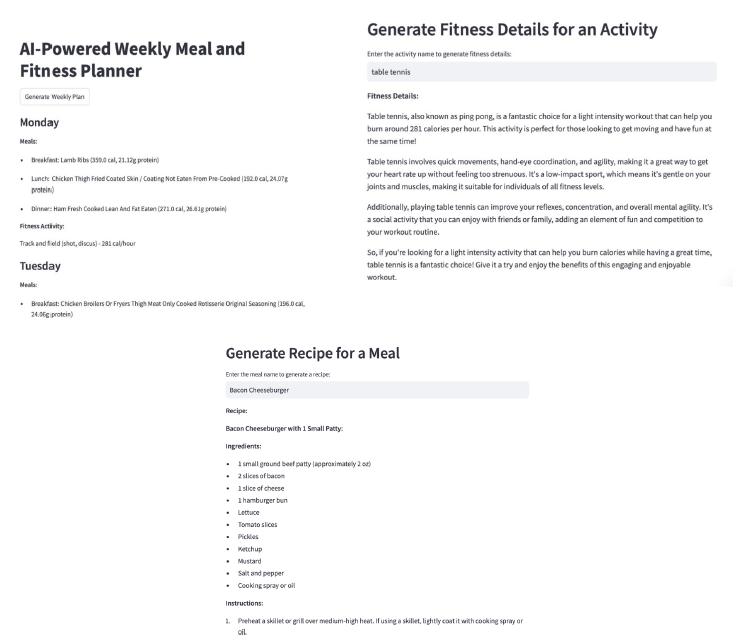 AI-Powered Weekly Meal and
Fitness Planner
Generate Weekly Plan
Monday
Meals:
• Breakfast: Lamb Ribs (359.0 cal, 21.12g protein)
• Lunch: Chicken Thigh Fried Coated Skin / Coating Not Eaten From Pre-Cooked (192.0 cal, 24.07g
protein)
• Dinner: Ham Fresh Cooked Lean And Fat Eaten (271.0 cal, 26.61g protein)
Fitness Activity:
Track and field (shot, discus) - 281 cal/hour
Tuesday
Meals:
• Breakfast: Chicken Broilers Or Fryers Thigh Meat Only Cooked Rotisserie Original Seasoning (196.0 cal,
24.06g protein)
Generate Fitness Details for an Activity
Enter the activity name to generate fitness details:
table tennis
Fitness Details:
Table tennis, also known as ping pong, is a fantastic choice for a light intensity workout that can help you
burn around 281 calories per hour. This activity is perfect for those looking to get moving and have fun at
the same time!
Table tennis involves quick movements, hand-eye coordination, and agility, making it a great way to get
your heart rate up without feeling too strenuous. It's a low-impact sport, which means it's gentle on your
joints and muscles, making it suitable for individuals of all fitness levels.
Additionally, playing table tennis can improve your reflexes, concentration, and overall mental agility. It's
a social activity that you can enjoy with friends or family, adding an element of fun and competition to
your workout routine.
So, if you're looking for a light intensity activity that can help you burn calories while having a great time,
table tennis is a fantastic choice! Give it a try and enjoy the benefits of this engaging and enjoyable
workout.
Generate Recipe for a Meal
Enter the meal name to generate a recipe:
Bacon Cheeseburger
Recipe:
Bacon Cheeseburger with 1 Small Patty:
Ingredients:
• 1 small ground beef patty (approximately 2 oz)
• 2 slices of bacon
• 1 slice of cheese
• 1 hamburger bun
• Lettuce
• Tomato slices
• Pickles
• Ketchup
• Mustard
• Salt and pepper
• Cooking spray or oil
Instructions:
1. Preheat a skillet or grill over medium-high heat. If using a skillet, lightly coat it with cooking spray or
oil.